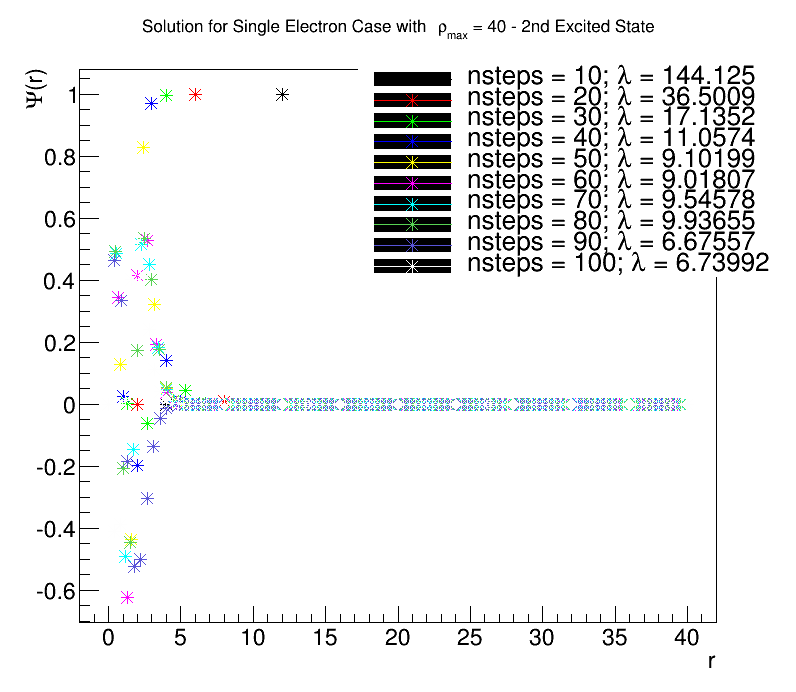 Solution for Single Electron Case with ρmax = 40 - 2nd Excited State
Ψ(r)
nsteps = 10; λ = 144.125
nsteps = 20; λ = 36.5009
nsteps = 30; λ = 17.1352
nsteps = 40; λ = 11.0574
nsteps = 50; λ = 9.10199
nsteps = 60; λ = 9.01807
nsteps = 70; λ = 9.54578
nsteps = 80; λ = 9.93655
nsteps = 90; λ = 6.67557
nsteps = 100; λ = 6.73992
1
0.8
0.6
0.4
0.2
0
-0.2
-0.4
-0.6
0 5 10 15 20 25 30 35 40
r